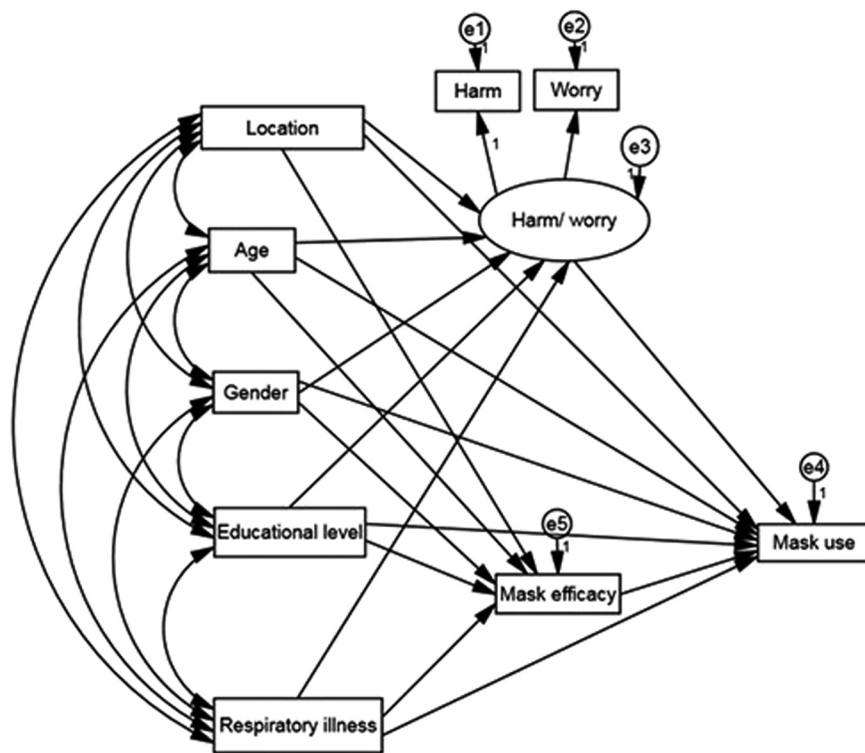 e1
1
e2
1
Harm
Worry
1
e3
1
Location
Harm/ worry
Age
Gender
e4
1
Educational level
e5
1
Mask use
Mask efficacy
Respiratory illness